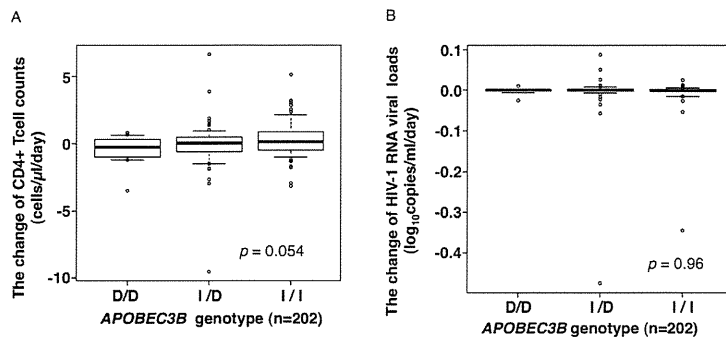 A
The change of CD4+ Tcell counts
(cells/µl/day)
5
0
-5
-10
p = 0.054
D/D I/D I/I
APOBEC3B genotype (n=202)
B
The change of HIV-1 RNA viral loads
(log10copies/ml/day)
0.1
0.0
-0.1
-0.2
-0.3
-0.4
p = 0.96
D/D I/D I/I
APOBEC3B genotype (n=202)